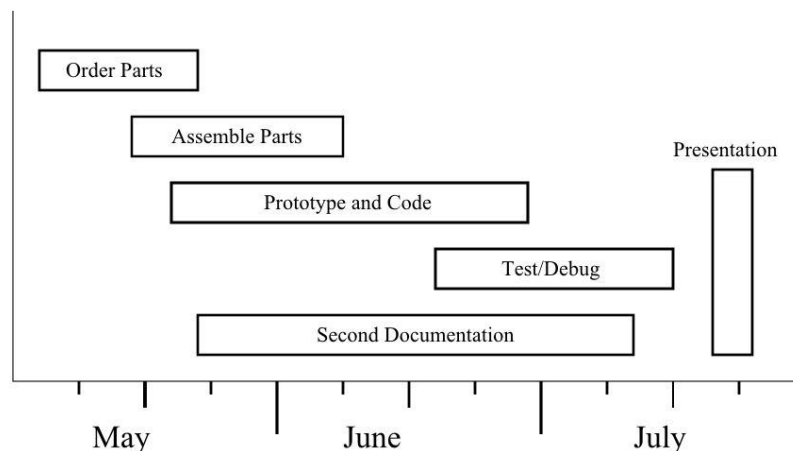 Order Parts
Assemble Parts
Presentation
Prototype and Code
Test/Debug
Second Documentation
May
June
July